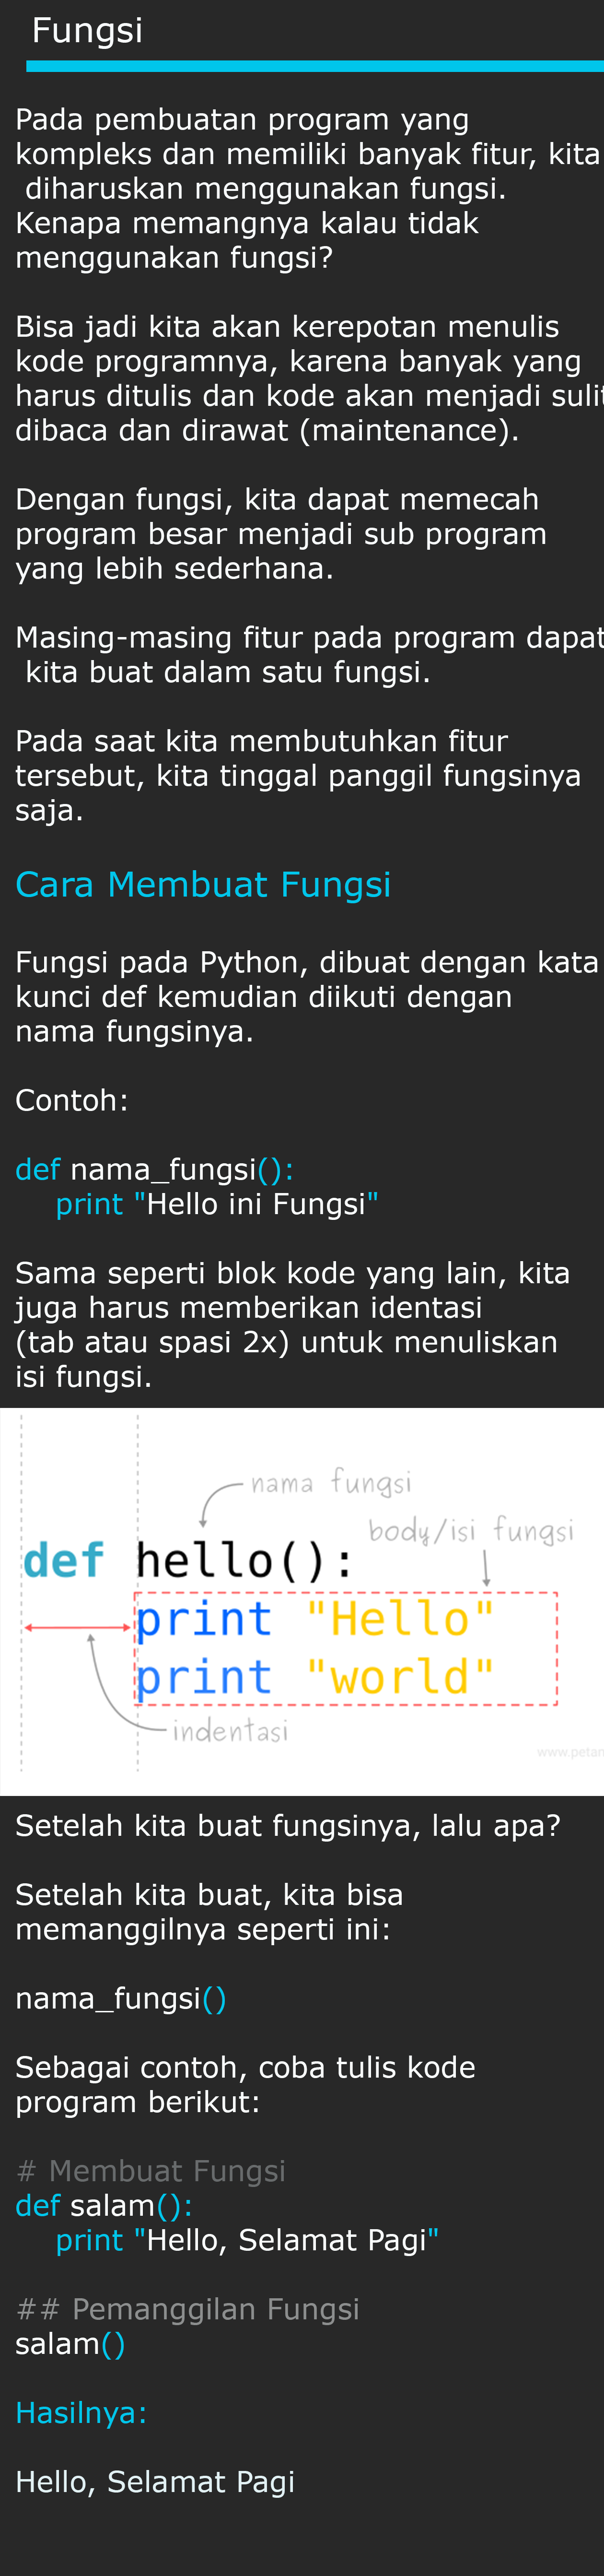 Fungsi
Pada pembuatan program yang
kompleks dan memiliki banyak fitur, kita
diharuskan menggunakan fungsi.
Kenapa memangnya kalau tidak
menggunakan fungsi?
Bisa jadi kita akan kerepotan menulis
kode programnya, karena banyak yang
harus ditulis dan kode akan menjadi sulit
dibaca dan dirawat (maintenance).
Dengan fungsi, kita dapat memecah
program besar menjadi sub program
yang lebih sederhana.
Masing-masing fitur pada program dapat
kita buat dalam satu fungsi.
Pada saat kita membutuhkan fitur
tersebut, kita tinggal panggil fungsinya
saja.
Cara Membuat Fungsi
Fungsi pada Python, dibuat dengan kata
kunci def kemudian diikuti dengan
nama fungsinya.
Contoh:
def nama_fungsi():
print "Hello ini Fungsi"
Sama seperti blok kode yang lain, kita
juga harus memberikan identasi
(tab atau spasi 2x) untuk menuliskan
isi fungsi.
nama fungsi
body/isi fungsi
def hello():
print "Hello"
print "world"
indentasi
www.petan
Setelah kita buat fungsinya, lalu apa?
Setelah kita buat, kita bisa
memanggilnya seperti ini:
nama_fungsi()
Sebagai contoh, coba tulis kode
program berikut:
# Membuat Fungsi
def salam():
print "Hello, Selamat Pagi"
## Pemanggilan Fungsi
salam()
Hasilnya:
Hello, Selamat Pagi